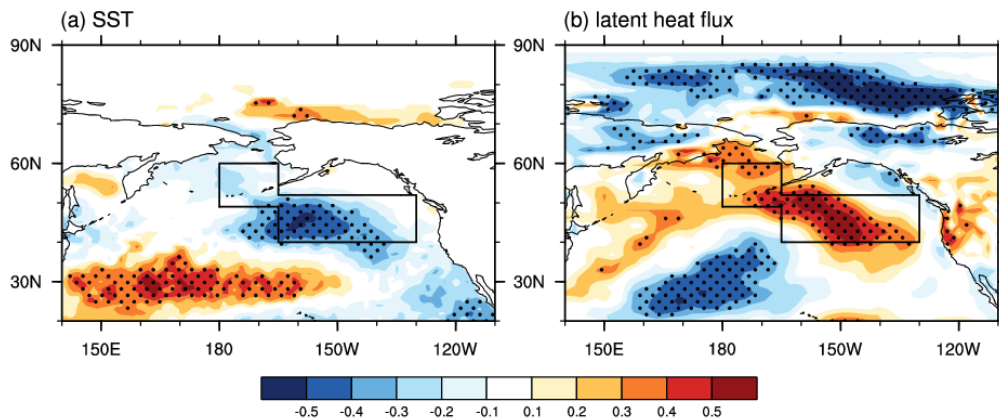 (a) SST
(b) latent heat flux
90N
60N
30N
150E
180
150W
120W
90N
60N
30N
150E
180
150W
120W
-0.5
-0.4
-0.3
-0.2
-0.1
0.1
0.2
0.3
0.4
0.5